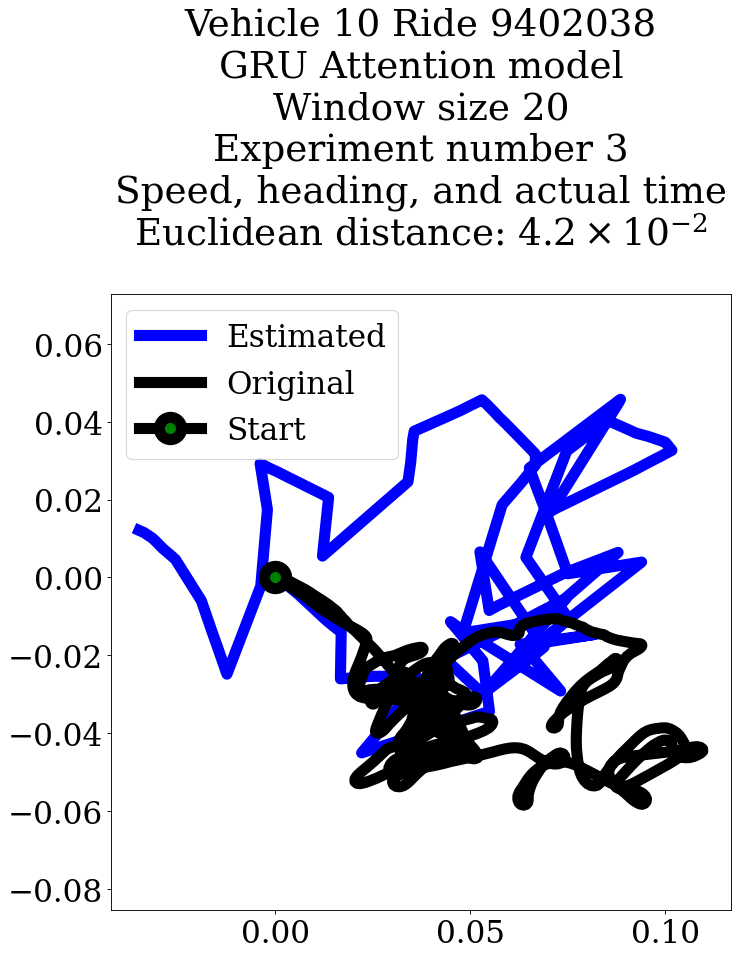 Vehicle 10 Ride 9402038
GRU Attention model
Window size 20
Experiment number 3
Speed, heading, and actual time
Euclidean distance: 4.2 × 10⁻²
Estimated
Original
Start
0.06
0.04
0.02
0.00
−0.02
−0.04
−0.06
−0.08
0.00 0.05 0.10